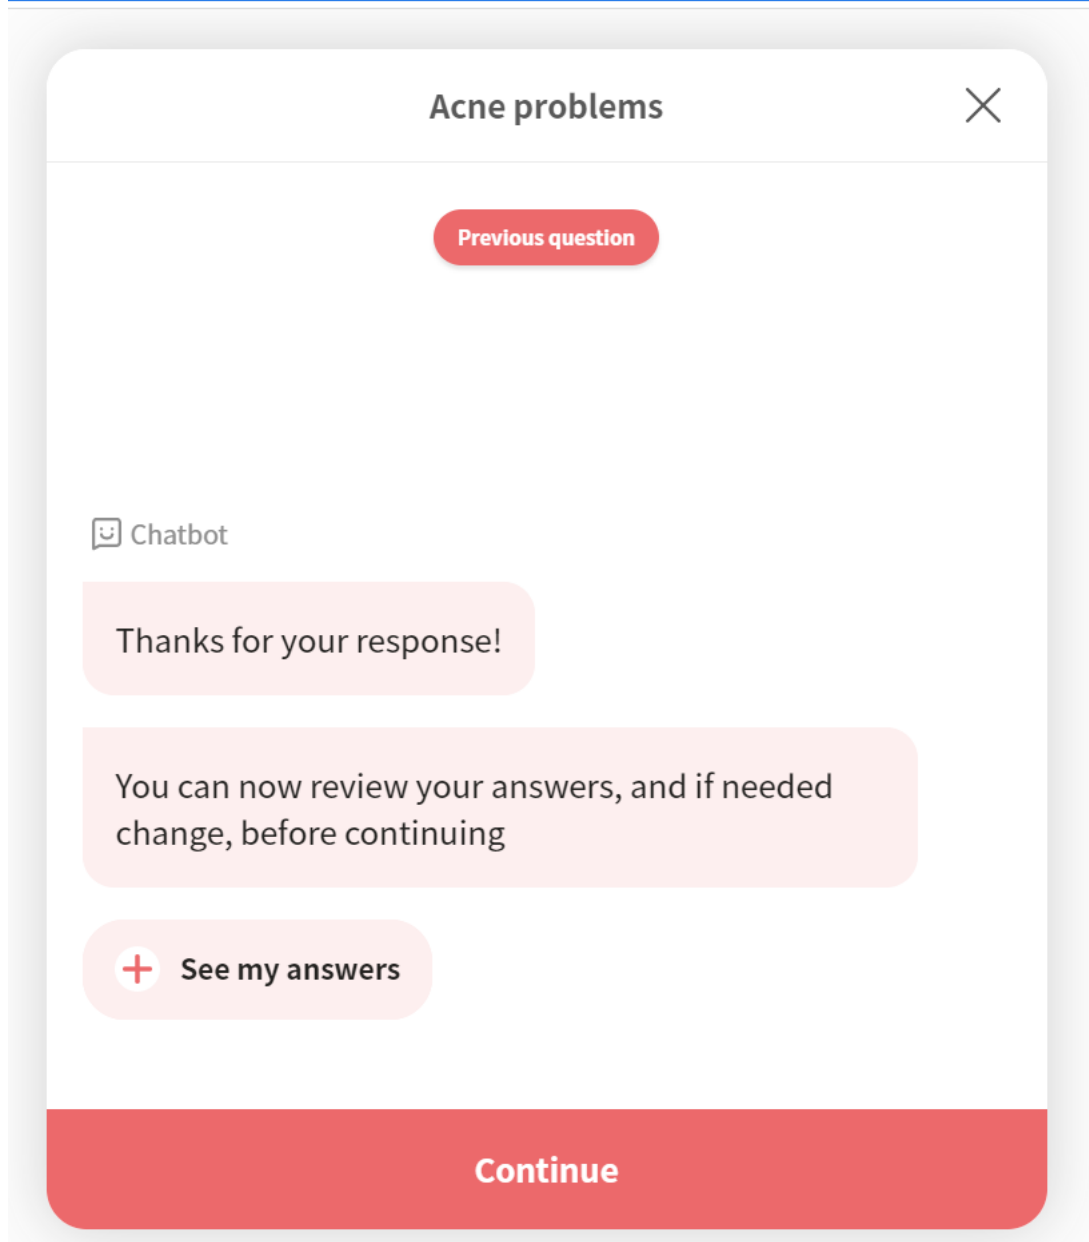 Acne problems
Previous question
Chatbot
Thanks for your response!
You can now review your answers, and if needed
change, before continuing
See my answers
Continue